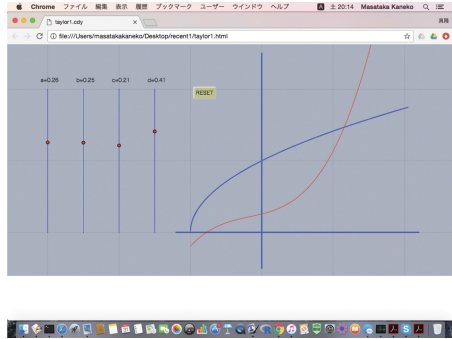 Chrome ファイル 編集 表示 履歴 ブックマーク ユーザー ウインドウ ヘルプ 土 20:14 Masataka Kaneko
taylor1.cdy
file:///Users/masatakakaneko/Desktop/recent1/taylor1.html
a=0.26 b=0.25 c=0.21 d=0.41
RESET